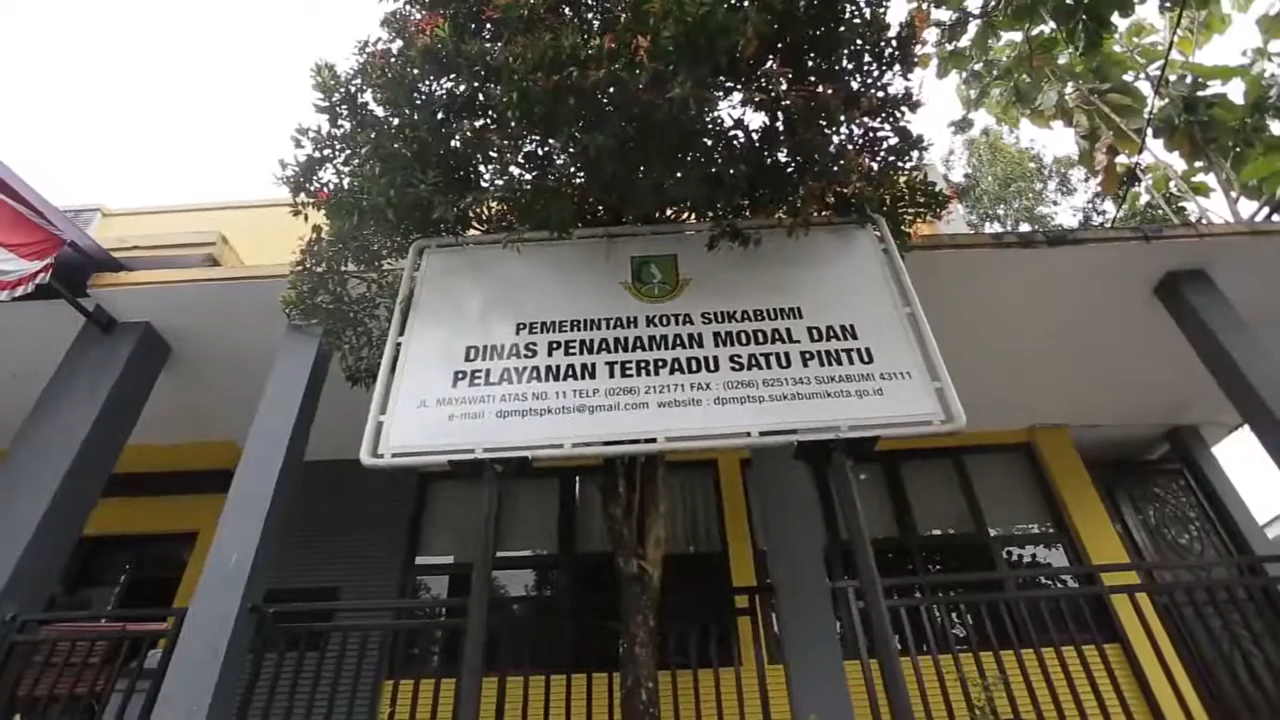 PEMERINTAH KOTA SUKABUMI
DINAS PENANAMAN MODAL DAN
PELAYANAN TERPADU SATU PINTU
JL. MAYAWATI ATAS NO. 11 TELP. (0266) 212171 FAX : (0266) 6251343 SUKABUMI 43111
e-mail : dpmptspkotsi@gmail.com website : dpmptsp.sukabumikota.go.id